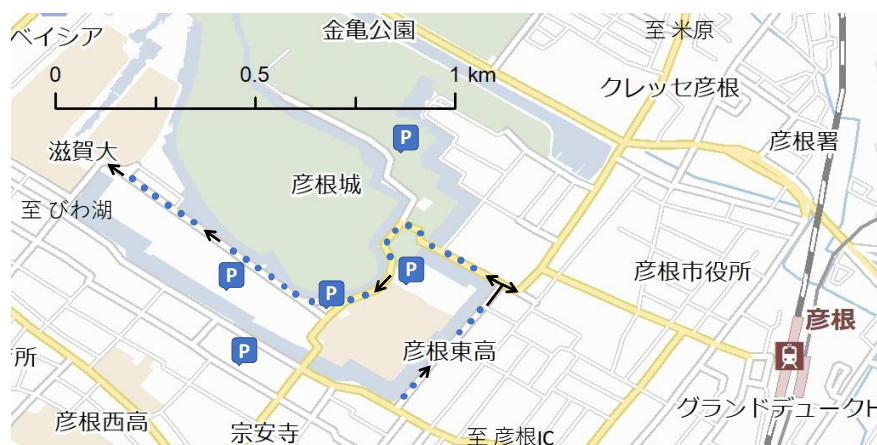 ベイシア
金亀公園
至 米原
0
0.5
1 km
クレッセ彦根
P
彦根署
滋賀大
彦根城
至 びわ湖
P
P
P
彦根市役所
彦根
P
彦根東高
グランドデュークH
彦根西高
宗安寺
至 彦根IC